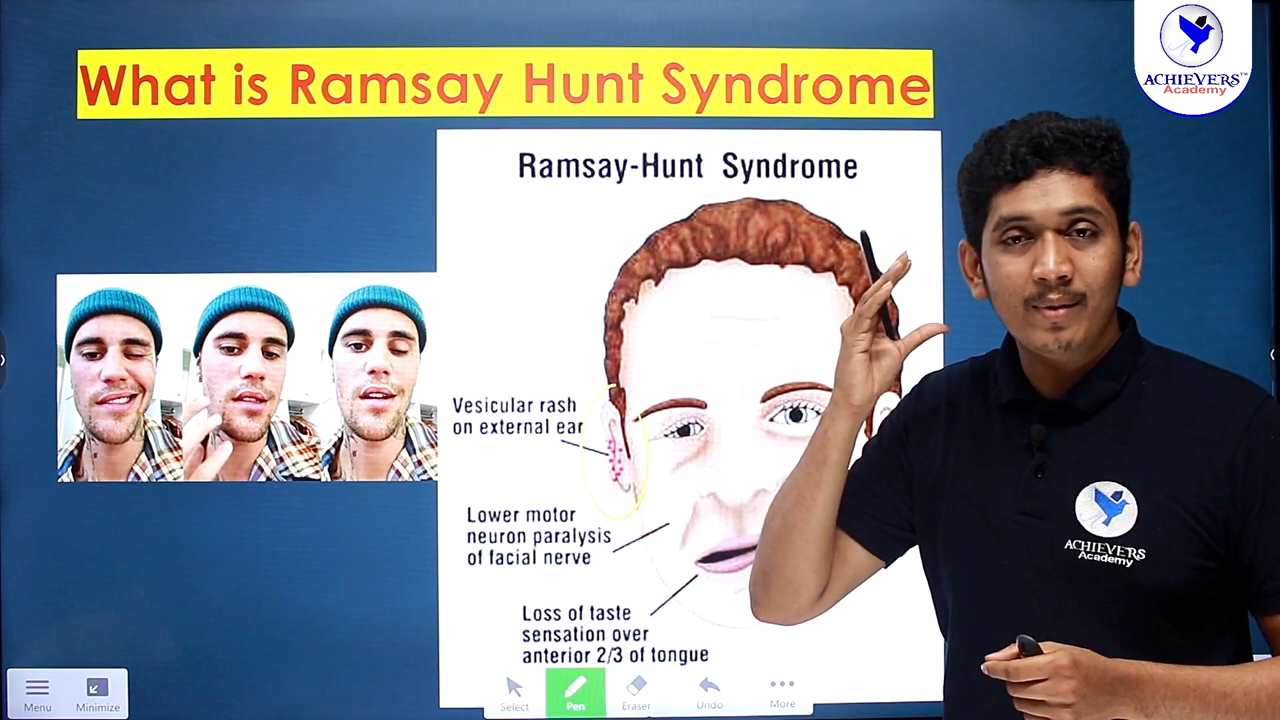 What is Ramsay Hunt Syndrome
ACHIEVERS™
Academy
Ramsay-Hunt Syndrome
Vesicular rash
on external ear
Lower motor
neuron paralysis
of facial nerve
Loss of taste
sensation over
anterior 2/3 of tongue
ACHIEVERS
Academy
Menu
Minimize
Select
Pen
Eraser
Undo
More